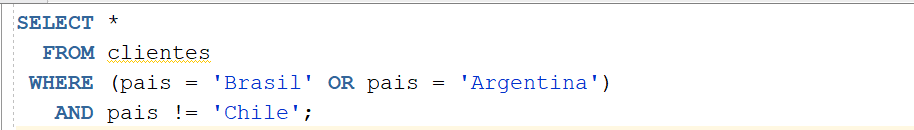 SELECT *
FROM clientes
WHERE (pais = 'Brasil' OR pais = 'Argentina')
AND pais != 'Chile';